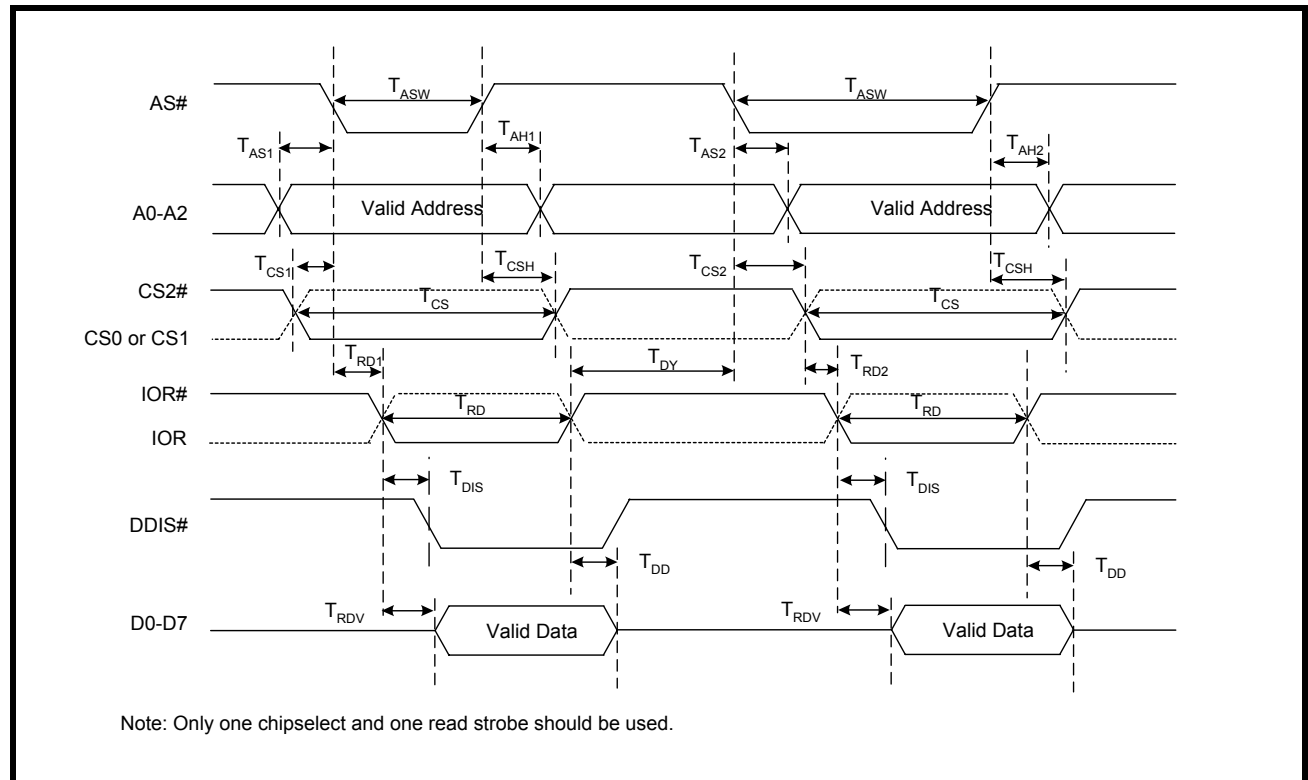 T_ASW T_ASW
AS#
T_AS1 T_AH1 T_AS2 T_AH2
A0-A2 Valid Address Valid Address
T_CS1 T_CSH T_CS2 T_CSH
CS2#
T_CS T_CS
CS0 or CS1
T_RD1 T_DY T_RD2
IOR#
T_RD T_RD
IOR
T_DIS T_DIS
DDIS#
T_DD T_DD
T_RDV T_RDV
D0-D7 Valid Data Valid Data
Note: Only one chipselect and one read strobe should be used.